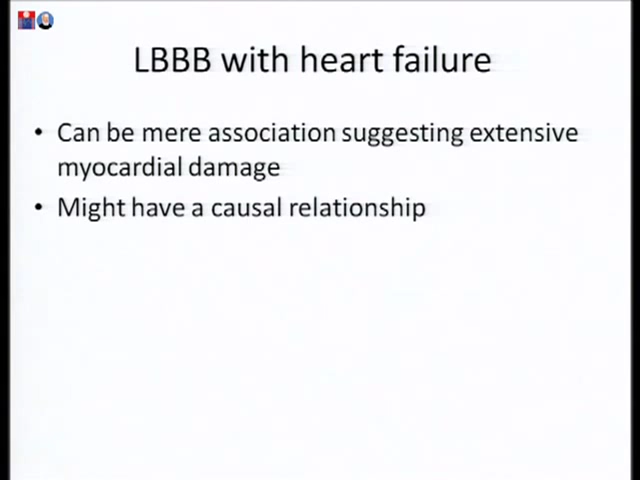 LBBB with heart failure
• Can be mere association suggesting extensive
myocardial damage
• Might have a causal relationship